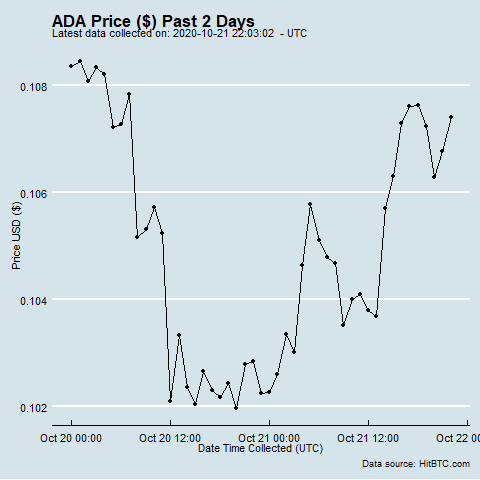 ADA Price ($) Past 2 Days
Latest data collected on: 2020-10-21 22:03:02 - UTC
0.108
0.106
Price USD ($)
0.104
0.102
Oct 20 00:00 Oct 20 12:00 Oct 21 00:00 Oct 21 12:00 Oct 22 00
Date Time Collected (UTC)
Data source: HitBTC.com